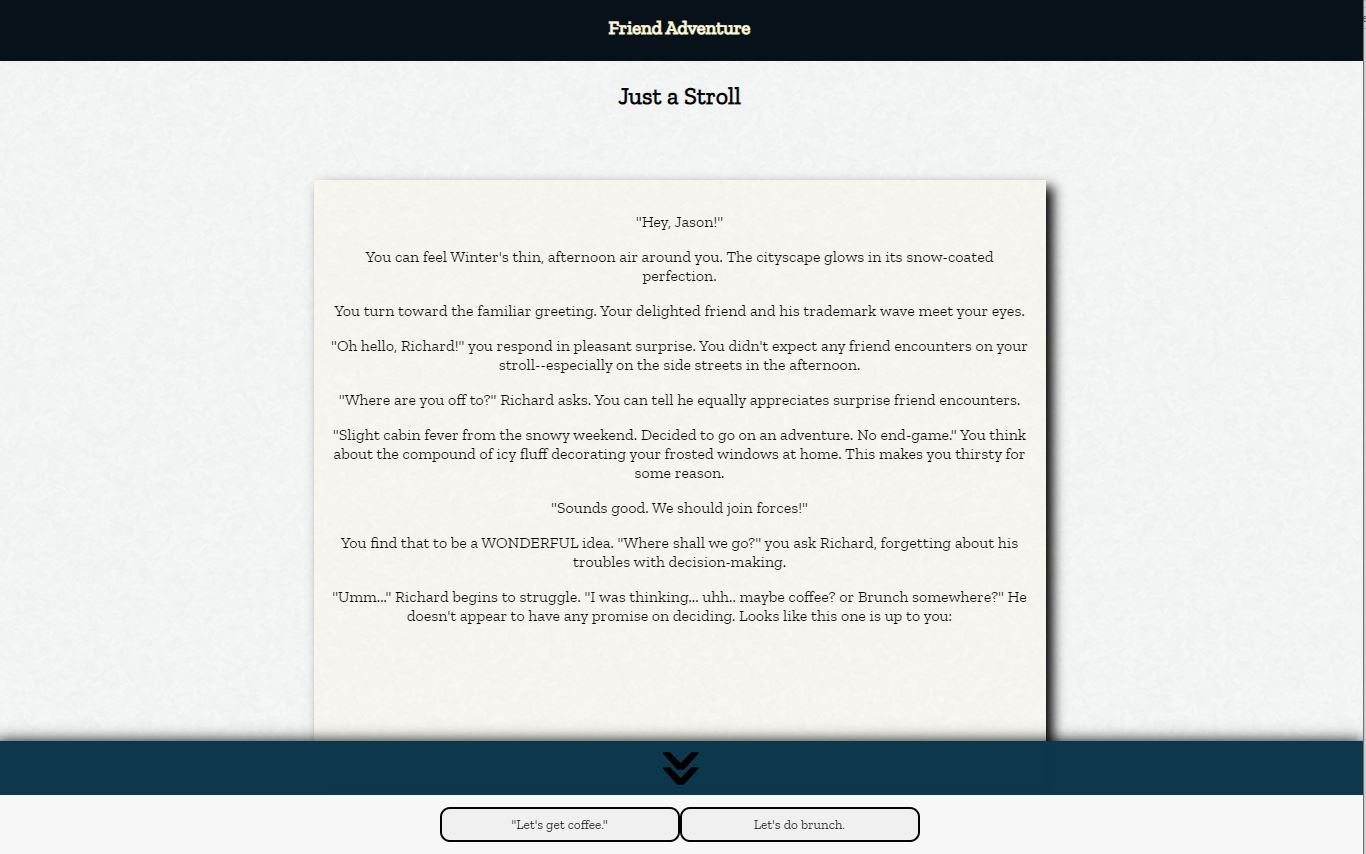 Friend Adventure
Just a Stroll
"Hey, Jason!"
You can feel Winter's thin, afternoon air around you. The cityscape glows in its snow-coated
perfection.
You turn toward the familiar greeting. Your delighted friend and his trademark wave meet your eyes.
"Oh hello, Richard!" you respond in pleasant surprise. You didn't expect any friend encounters on your
stroll--especially on the side streets in the afternoon.
"Where are you off to?" Richard asks. You can tell he equally appreciates surprise friend encounters.
"Slight cabin fever from the snowy weekend. Decided to go on an adventure. No end-game." You think
about the compound of icy fluff decorating your frosted windows at home. This makes you thirsty for
some reason.
"Sounds good. We should join forces!"
You find that to be a WONDERFUL idea. "Where shall we go?" you ask Richard, forgetting about his
troubles with decision-making.
"Umm..." Richard begins to struggle. "I was thinking... uhh.. maybe coffee? or Brunch somewhere?" He
doesn't appear to have any promise on deciding. Looks like this one is up to you:
"Let's get coffee."
Let's do brunch.